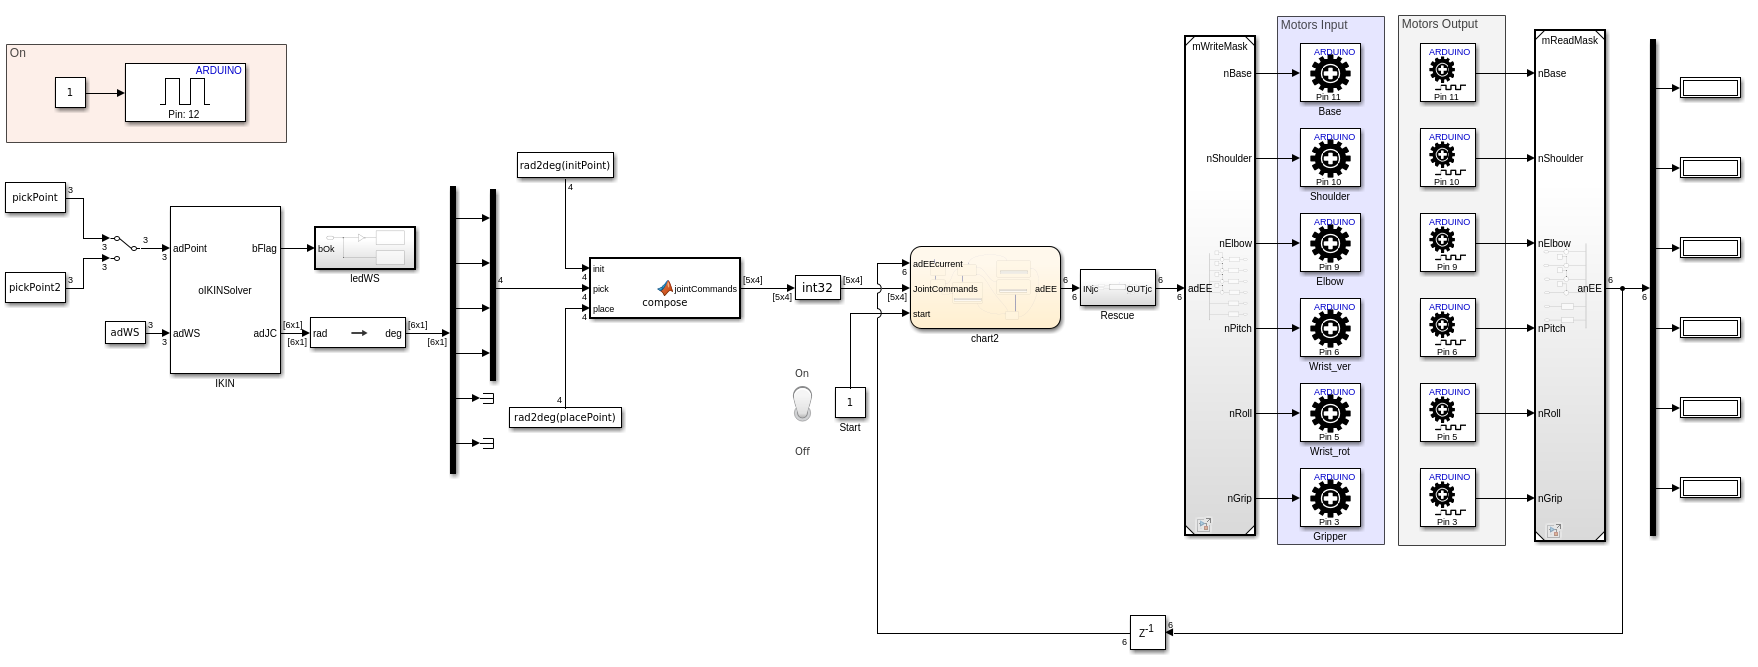 On
1
ARDUINO
Pin: 12
pickPoint
3
pickPoint2
3
3
3
3
3
adPoint
bFlag
oIKINSolver
adWS
adJC
IKIN
adWS
3
3
bOk
ledWS
[6x1]
[6x1]
rad
deg
[6x1]
[6x1]
4
rad2deg(initPoint)
4
init
4
pick
4
place
4
jointCommands
compose
rad2deg(placePoint)
4
[5x4]
[5x4]
int32
[5x4]
[5x4]
On
Off
1
Start
adEEcurrent
6
JointCommands
start
adEE
chart2
6
6
INjc
OUTjc
Rescue
6
6
mWriteMask
nBase
nShoulder
nElbow
adEE
nPitch
nRoll
nGrip
Motors Input
ARDUINO
Pin 11
Base
ARDUINO
Pin 10
Shoulder
ARDUINO
Pin 9
Elbow
ARDUINO
Pin 6
Wrist_ver
ARDUINO
Pin 5
Wrist_rot
ARDUINO
Pin 3
Gripper
Motors Output
ARDUINO
Pin 11
ARDUINO
Pin 10
ARDUINO
Pin 9
ARDUINO
Pin 6
ARDUINO
Pin 5
ARDUINO
Pin 3
mReadMask
nBase
nShoulder
nElbow
anEE
nPitch
nRoll
nGrip
6
6
Z-1
6
6